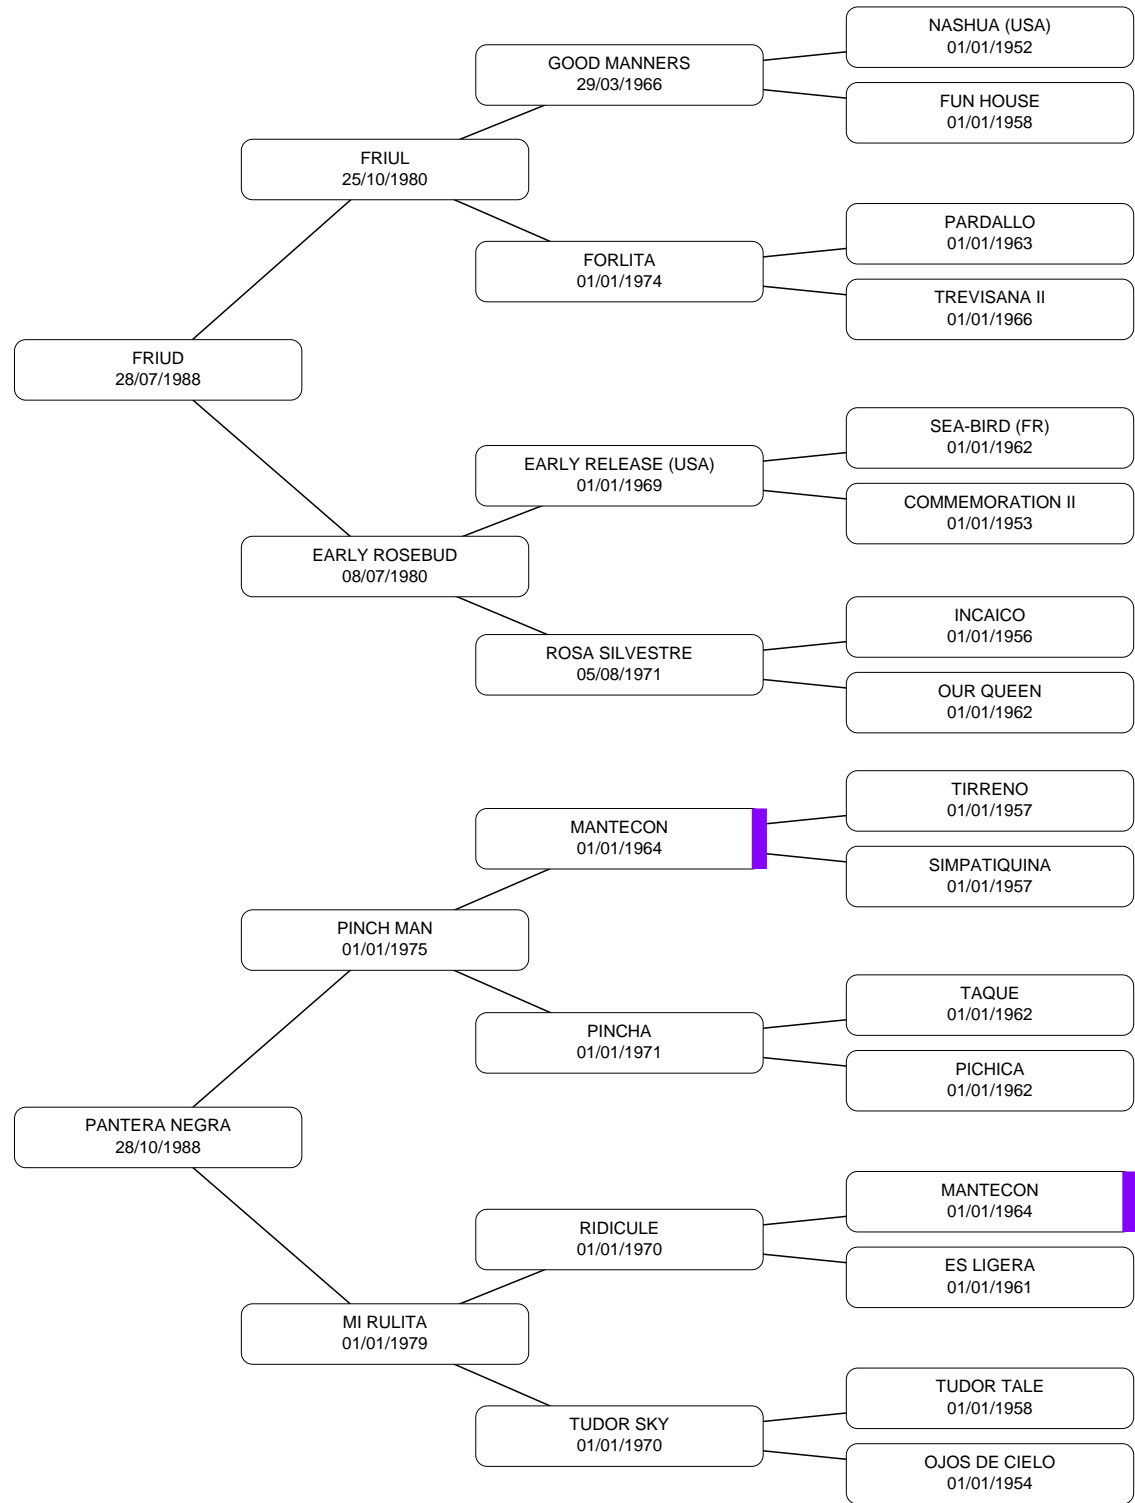 NASHUA (USA)
01/01/1952
GOOD MANNERS
29/03/1966
FUN HOUSE
01/01/1958
FRIUL
25/10/1980
PARDALLO
01/01/1963
FORLITA
01/01/1974
TREVISANA II
01/01/1966
FRIUD
28/07/1988
SEA-BIRD (FR)
01/01/1962
EARLY RELEASE (USA)
01/01/1969
COMMEMORATION II
01/01/1953
EARLY ROSEBUD
08/07/1980
INCAICO
01/01/1956
ROSA SILVESTRE
05/08/1971
OUR QUEEN
01/01/1962
TIRRENO
01/01/1957
MANTECON
01/01/1964
SIMPATIQUINA
01/01/1957
PINCH MAN
01/01/1975
TAQUE
01/01/1962
PINCHA
01/01/1971
PICHICA
01/01/1962
PANTERA NEGRA
28/10/1988
MANTECON
01/01/1964
RIDICULE
01/01/1970
ES LIGERA
01/01/1961
MI RULITA
01/01/1979
TUDOR TALE
01/01/1958
TUDOR SKY
01/01/1970
OJOS DE CIELO
01/01/1954